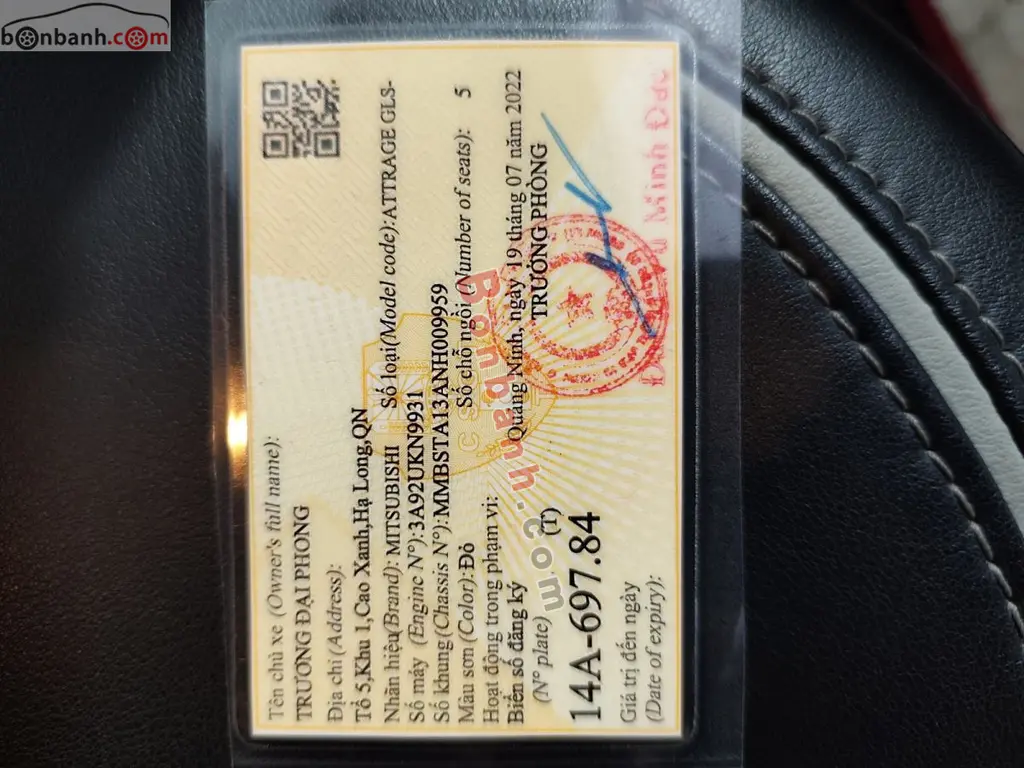 bonbanh.com
Tên chủ xe (Owner's full name):
TRƯƠNG ĐẠI PHONG
Địa chỉ (Address):
Tổ 5,Khu 1,Cao Xanh,Hạ Long,QN
Nhãn hiệu(Brand): MITSUBISHI Số loại(Model code):ATTRAGE GLS-
Số máy (Engine N°):3A92UKN9931
Số khung(Chassis N°):MMBSTA13ANH009959
Màu sơn(Color):Đỏ Số chỗ ngồi (Number of seats): 5
Hoạt động trong phạm vi:
Biển số đăng ký Quảng Ninh, ngày 19 tháng 07 năm 2022
(N° plate) (T) TRƯỞNG PHÒNG
14A-697.84
Giá trị đến ngày
(Date of expiry):
Minh Đức
Bonbanh.com